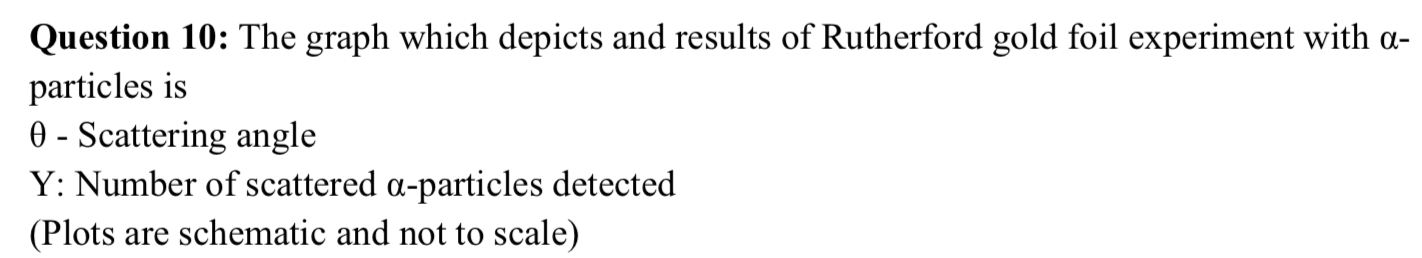 Question 10: The graph which depicts and results of Rutherford gold foil experiment with α-
particles is
θ - Scattering angle
Y: Number of scattered α-particles detected
(Plots are schematic and not to scale)